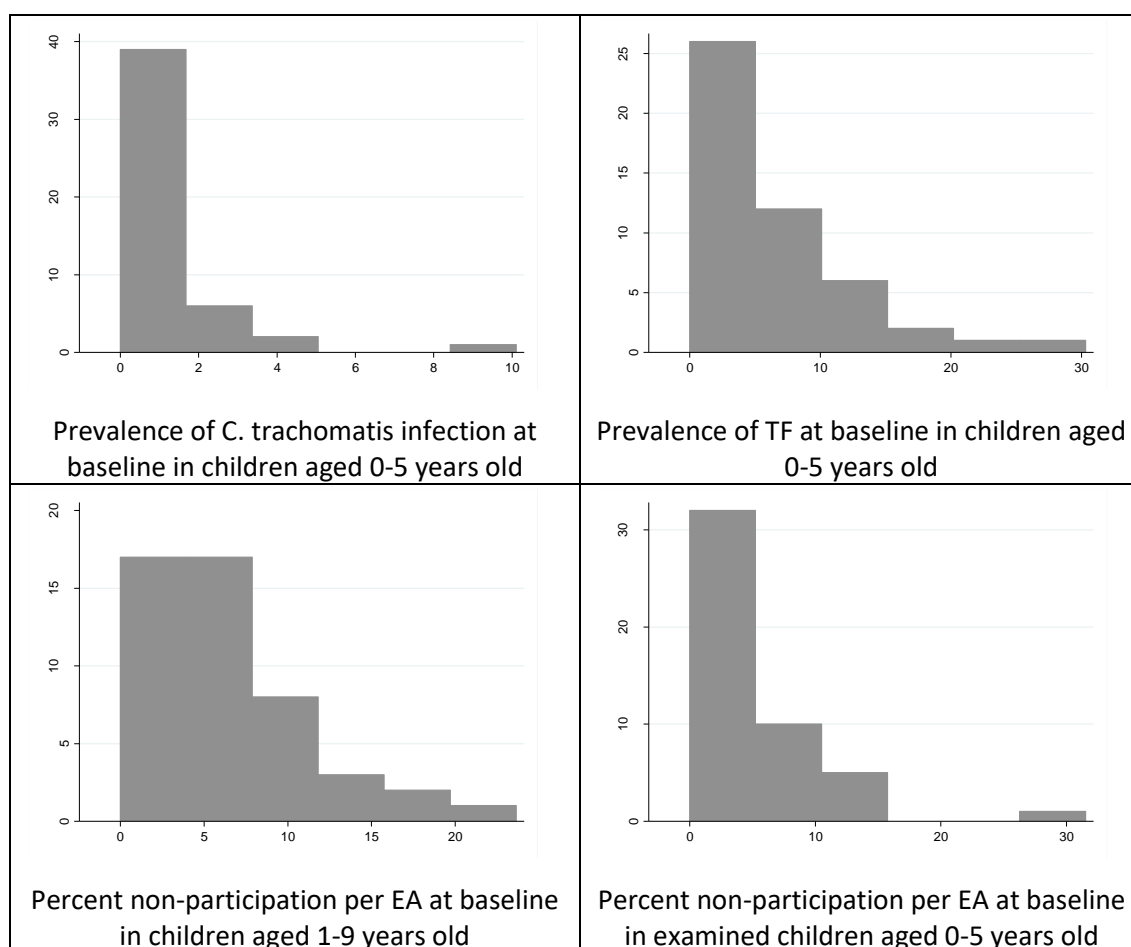 40
30
20
10
0
0 2 4 6 8 10
Prevalence of C. trachomatis infection at
baseline in children aged 0-5 years old
25
20
15
10
5
0
0 10 20 30
Prevalence of TF at baseline in children aged
0-5 years old
20
15
10
5
0
0 5 10 15 20
Percent non-participation per EA at baseline
in children aged 1-9 years old
30
20
10
0
0 10 20 30
Percent non-participation per EA at baseline
in examined children aged 0-5 years old